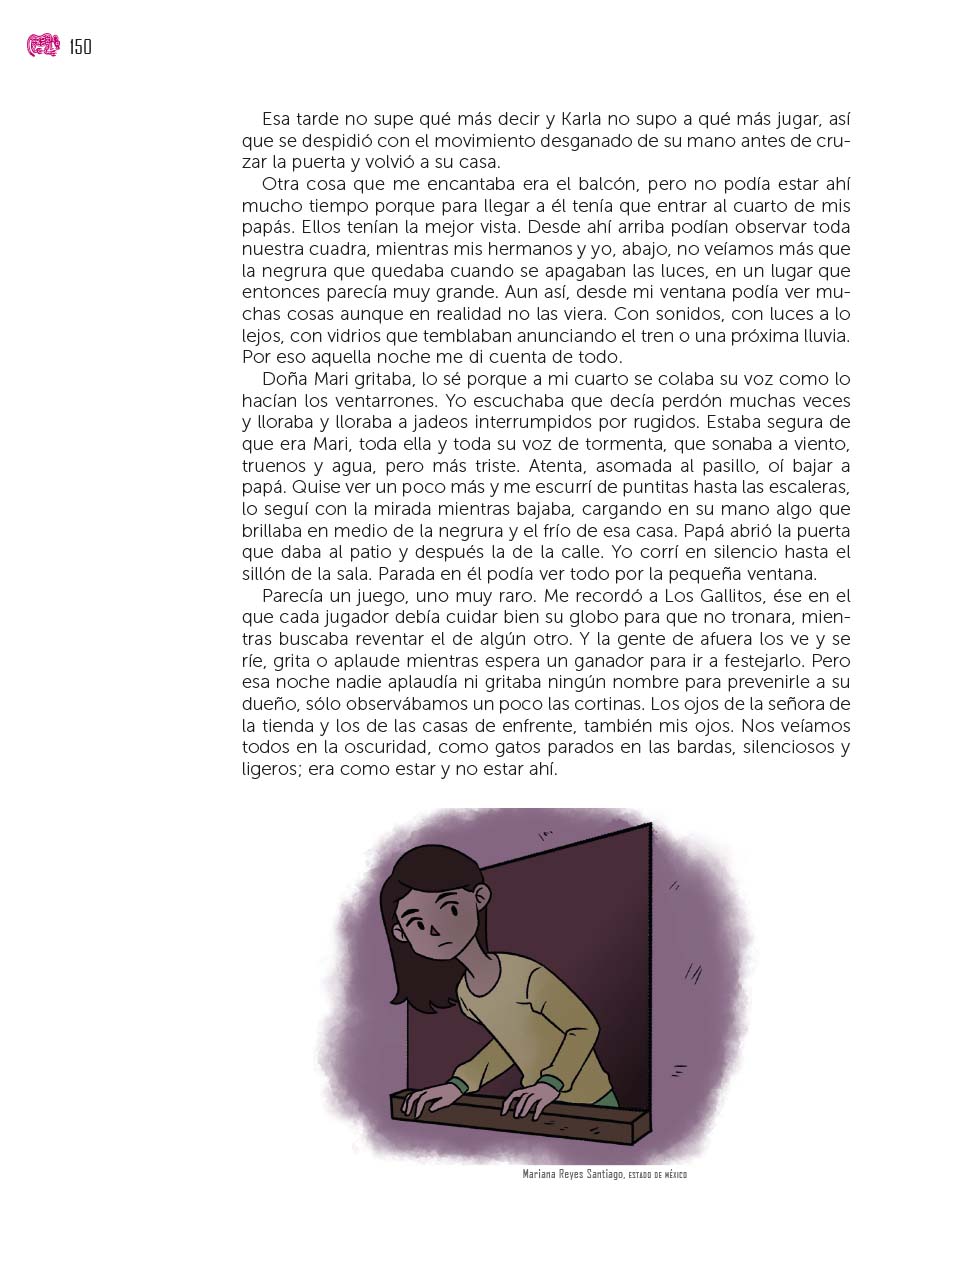 150
Esa tarde no supe qué más decir y Karla no supo a qué más jugar, así
que se despidió con el movimiento desganado de su mano antes de cru-
zar la puerta y volvió a su casa.
Otra cosa que me encantaba era el balcón, pero no podía estar ahí
mucho tiempo porque para llegar a él tenía que entrar al cuarto de mis
papás. Ellos tenían la mejor vista. Desde ahí arriba podían observar toda
nuestra cuadra, mientras mis hermanos y yo, abajo, no veíamos más que
la negrura que quedaba cuando se apagaban las luces, en un lugar que
entonces parecía muy grande. Aun así, desde mi ventana podía ver mu-
chas cosas aunque en realidad no las viera. Con sonidos, con luces a lo
lejos, con vidrios que temblaban anunciando el tren o una próxima lluvia.
Por eso aquella noche me di cuenta de todo.
Doña Mari gritaba, lo sé porque a mi cuarto se colaba su voz como lo
hacían los ventarrones. Yo escuchaba que decía perdón muchas veces
y lloraba y lloraba a jadeos interrumpidos por rugidos. Estaba segura de
que era Mari, toda ella y toda su voz de tormenta, que sonaba a viento,
truenos y agua, pero más triste. Atenta, asomada al pasillo, oí bajar a
papá. Quise ver un poco más y me escurrí de puntitas hasta las escaleras,
lo seguí con la mirada mientras bajaba, cargando en su mano algo que
brillaba en medio de la negrura y el frío de esa casa. Papá abrió la puerta
que daba al patio y después la de la calle. Yo corrí en silencio hasta el
sillón de la sala. Parada en él podía ver todo por la pequeña ventana.
Parecía un juego, uno muy raro. Me recordó a Los Gallitos, ése en el
que cada jugador debía cuidar bien su globo para que no tronara, mien-
tras buscaba reventar el de algún otro. Y la gente de afuera los ve y se
ríe, grita o aplaude mientras espera un ganador para ir a festejarlo. Pero
esa noche nadie aplaudía ni gritaba ningún nombre para prevenirle a su
dueño, sólo observábamos un poco las cortinas. Los ojos de la señora de
la tienda y los de las casas de enfrente, también mis ojos. Nos veíamos
todos en la oscuridad, como gatos parados en las bardas, silenciosos y
ligeros; era como estar y no estar ahí.
Mariana Reyes Santiago, ESTADO DE MÉXICO